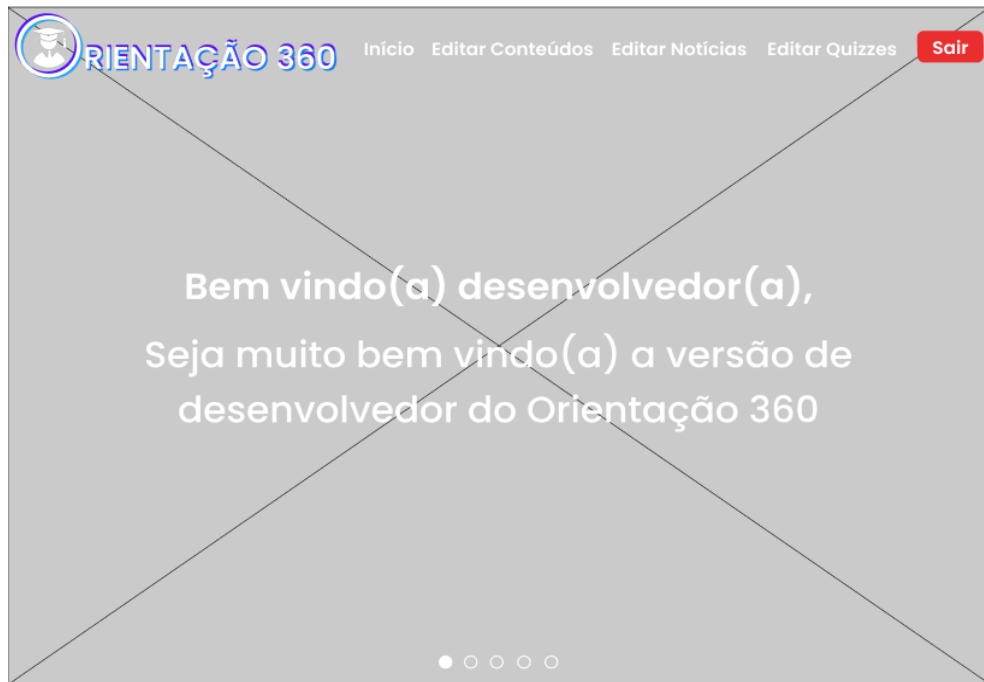 RIENTAÇÃO 360
Início Editar Conteúdos Editar Notícias Editar Quizzes Sair
Bem vindo(a) desenvolvedor(a),
Seja muito bem vindo(a) a versão de
desenvolvedor do Orientação 360